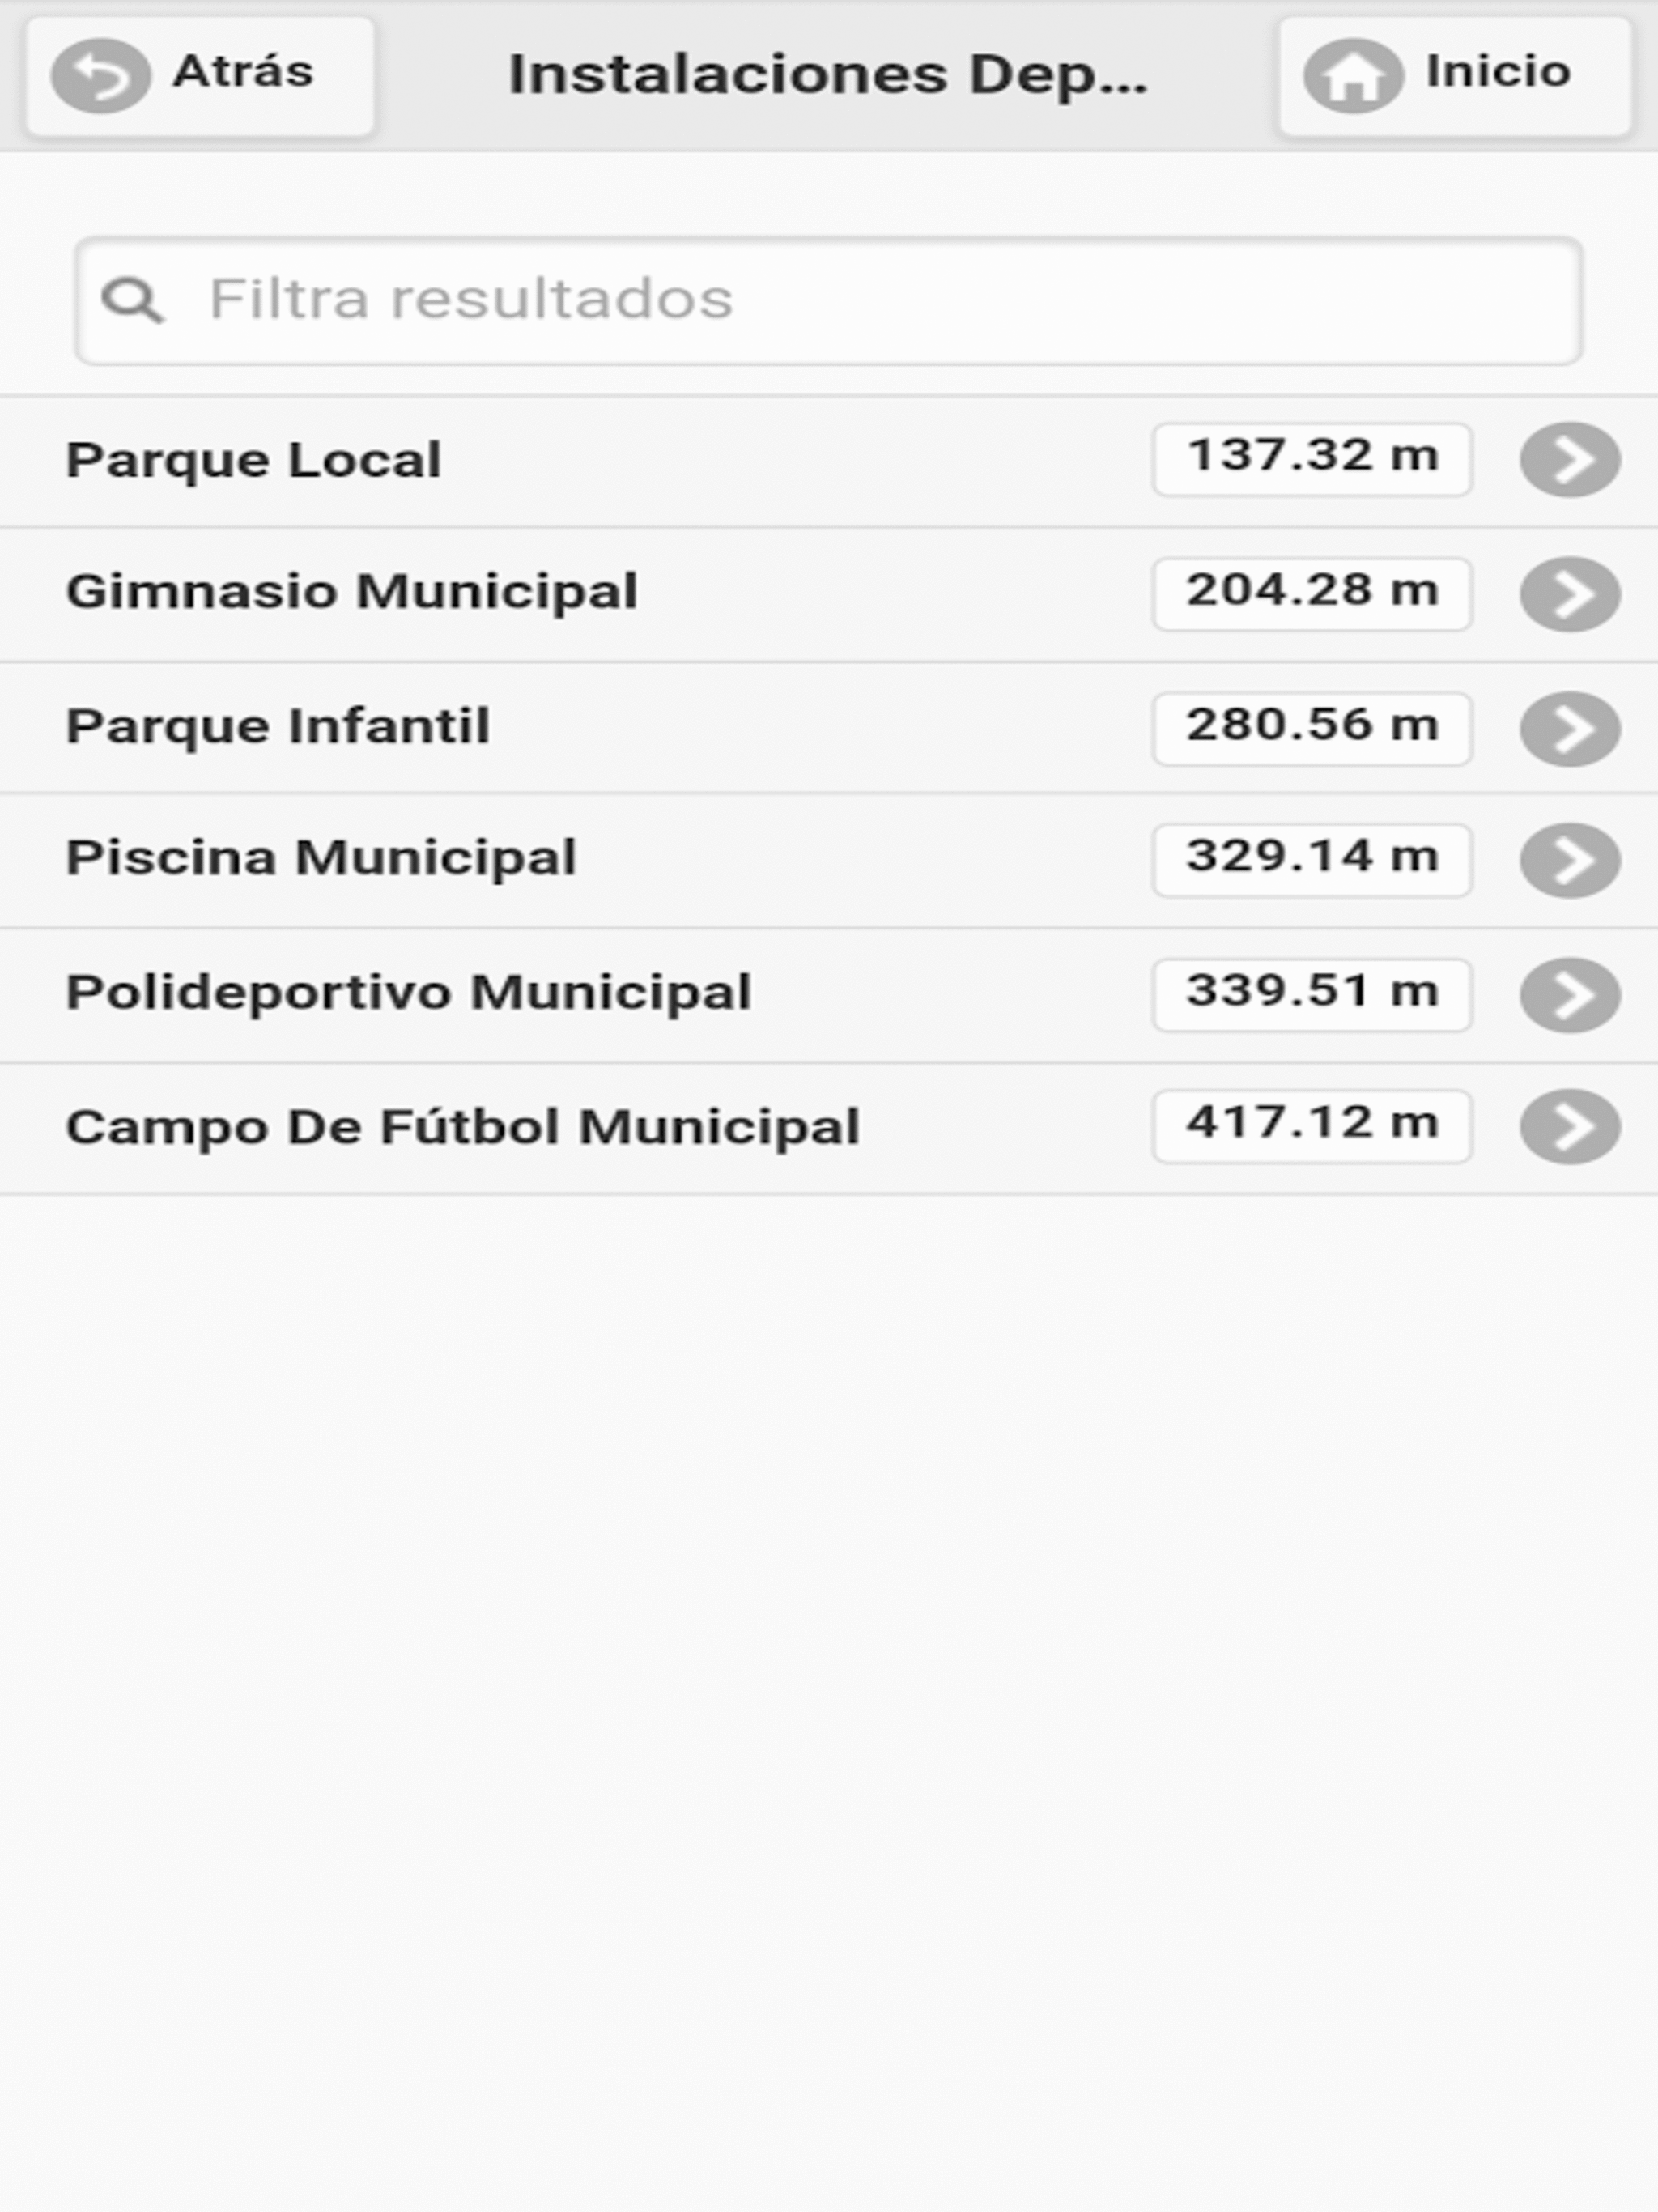 Atrás Instalaciones Dep... Inicio
Filtra resultados
Parque Local 137.32 m
Gimnasio Municipal 204.28 m
Parque Infantil 280.56 m
Piscina Municipal 329.14 m
Polideportivo Municipal 339.51 m
Campo De Fútbol Municipal 417.12 m